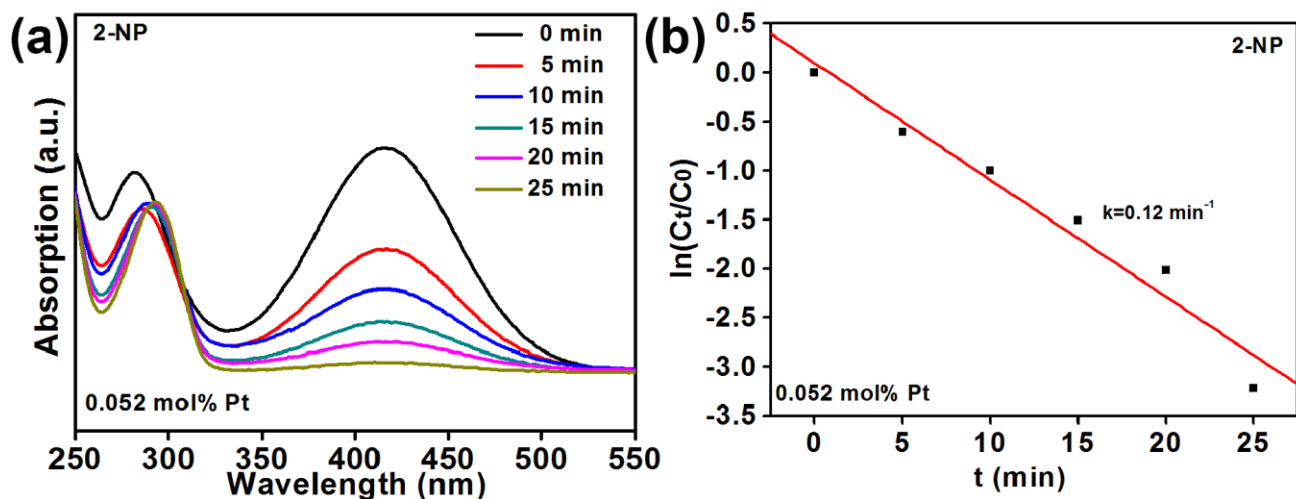 (a)
2-NP
0 min
5 min
10 min
15 min
20 min
25 min
Absorption (a.u.)
0.052 mol% Pt
250 300 350 400 450 500 550
Wavelength (nm)
(b)
2-NP
0.5
0.0
-0.5
-1.0
-1.5
-2.0
-2.5
-3.0
-3.5
ln(Ct/C0)
k=0.12 min⁻¹
0.052 mol% Pt
0 5 10 15 20 25
t (min)